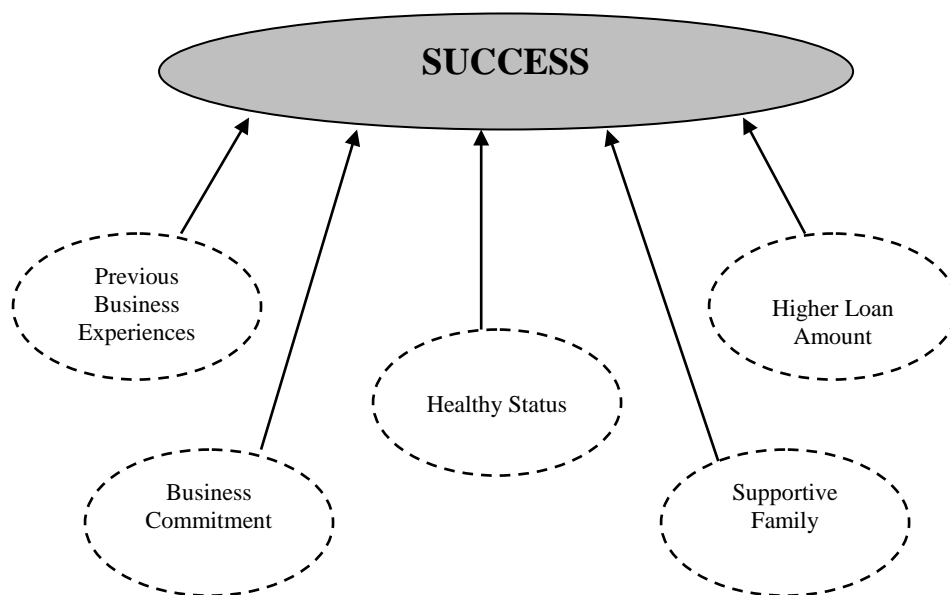 SUCCESS
Previous
Business
Experiences
Higher Loan
Amount
Healthy Status
Business
Commitment
Supportive
Family